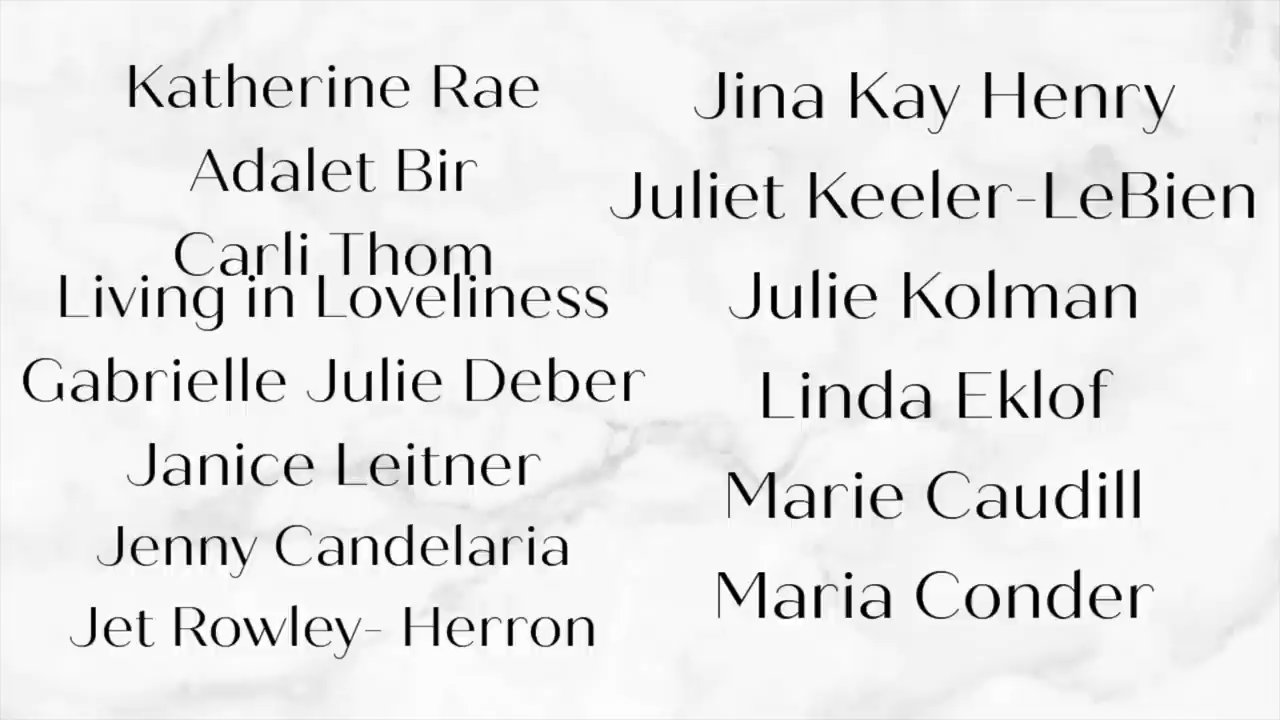 Katherine Rae
Adalet Bir
Carli Thom
Living in Loveliness
Gabrielle Julie Deber
Janice Leitner
Jenny Candelaria
Jet Rowley- Herron
Jina Kay Henry
Juliet Keeler-LeBien
Julie Kolman
Linda Eklof
Marie Caudill
Maria Conder